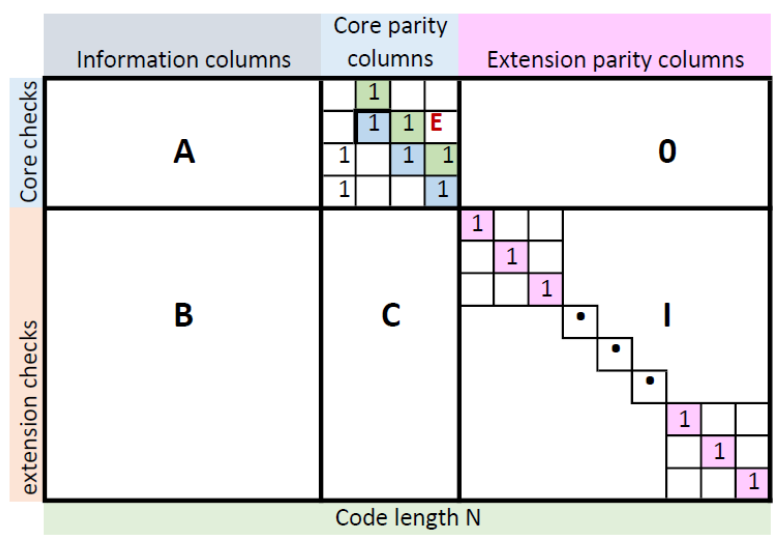 Core parity
Information columns columns Extension parity columns
Core checks
1
1 1 E
A 1 1 1 0
1 1
1
1
1
extension checks
B C I
1
1
1
Code length N